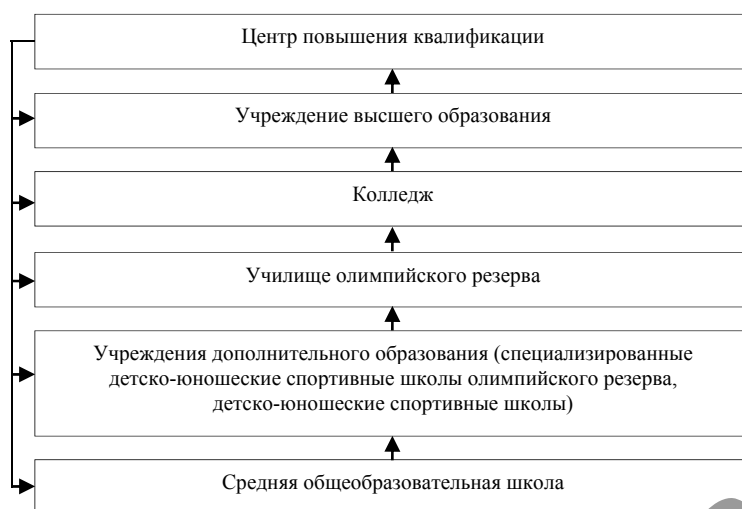 Центр повышения квалификации
Учреждение высшего образования
Колледж
Училище олимпийского резерва
Учреждения дополнительного образования (специализированные
детско-юношеские спортивные школы олимпийского резерва,
детско-юношеские спортивные школы)
Средняя общеобразовательная школа